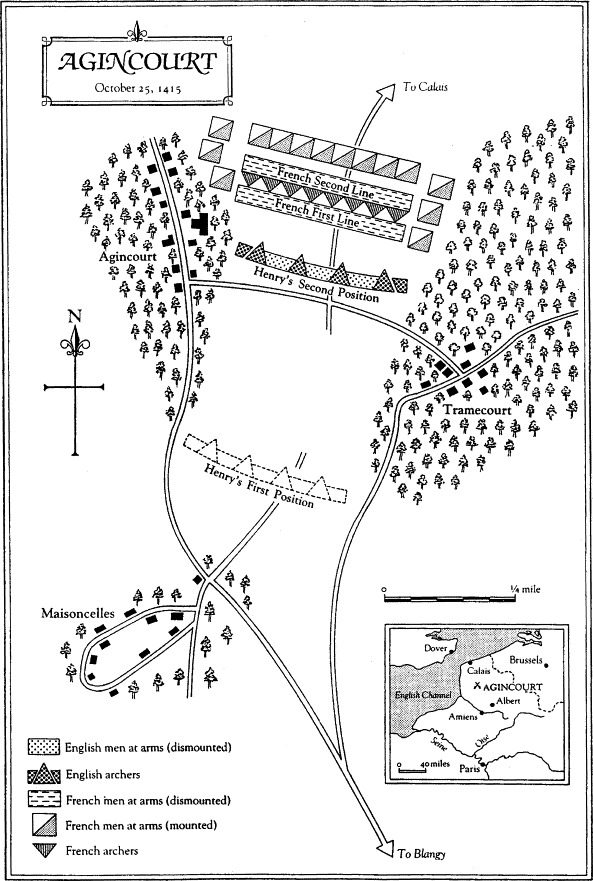 AGINCOURT
October 25, 1415
To Calais
French Second Line
French First Line
Agincourt
Henry's Second Position
N
Tramecourt
Henry's First Position
Maisoncelles
0 ¼ mile
Dover
Calais
Brussels
English Channel
AGINCOURT
Albert
Amiens
Seine
Oise
0 40 miles
Paris
English men at arms (dismounted)
English archers
French men at arms (dismounted)
French men at arms (mounted)
French archers
To Blangy